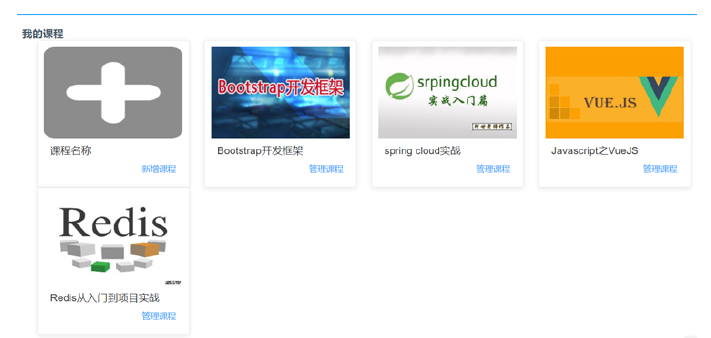 我的课程
Bootstrap开发框架
srpingcloud
实战入门篇
VUE.JS
课程名称
Bootstrap开发框架
spring cloud实战
Javascript之VueJS
新增课程
管理课程
管理课程
管理课程
Redis
Redis从入门到项目实战
管理课程